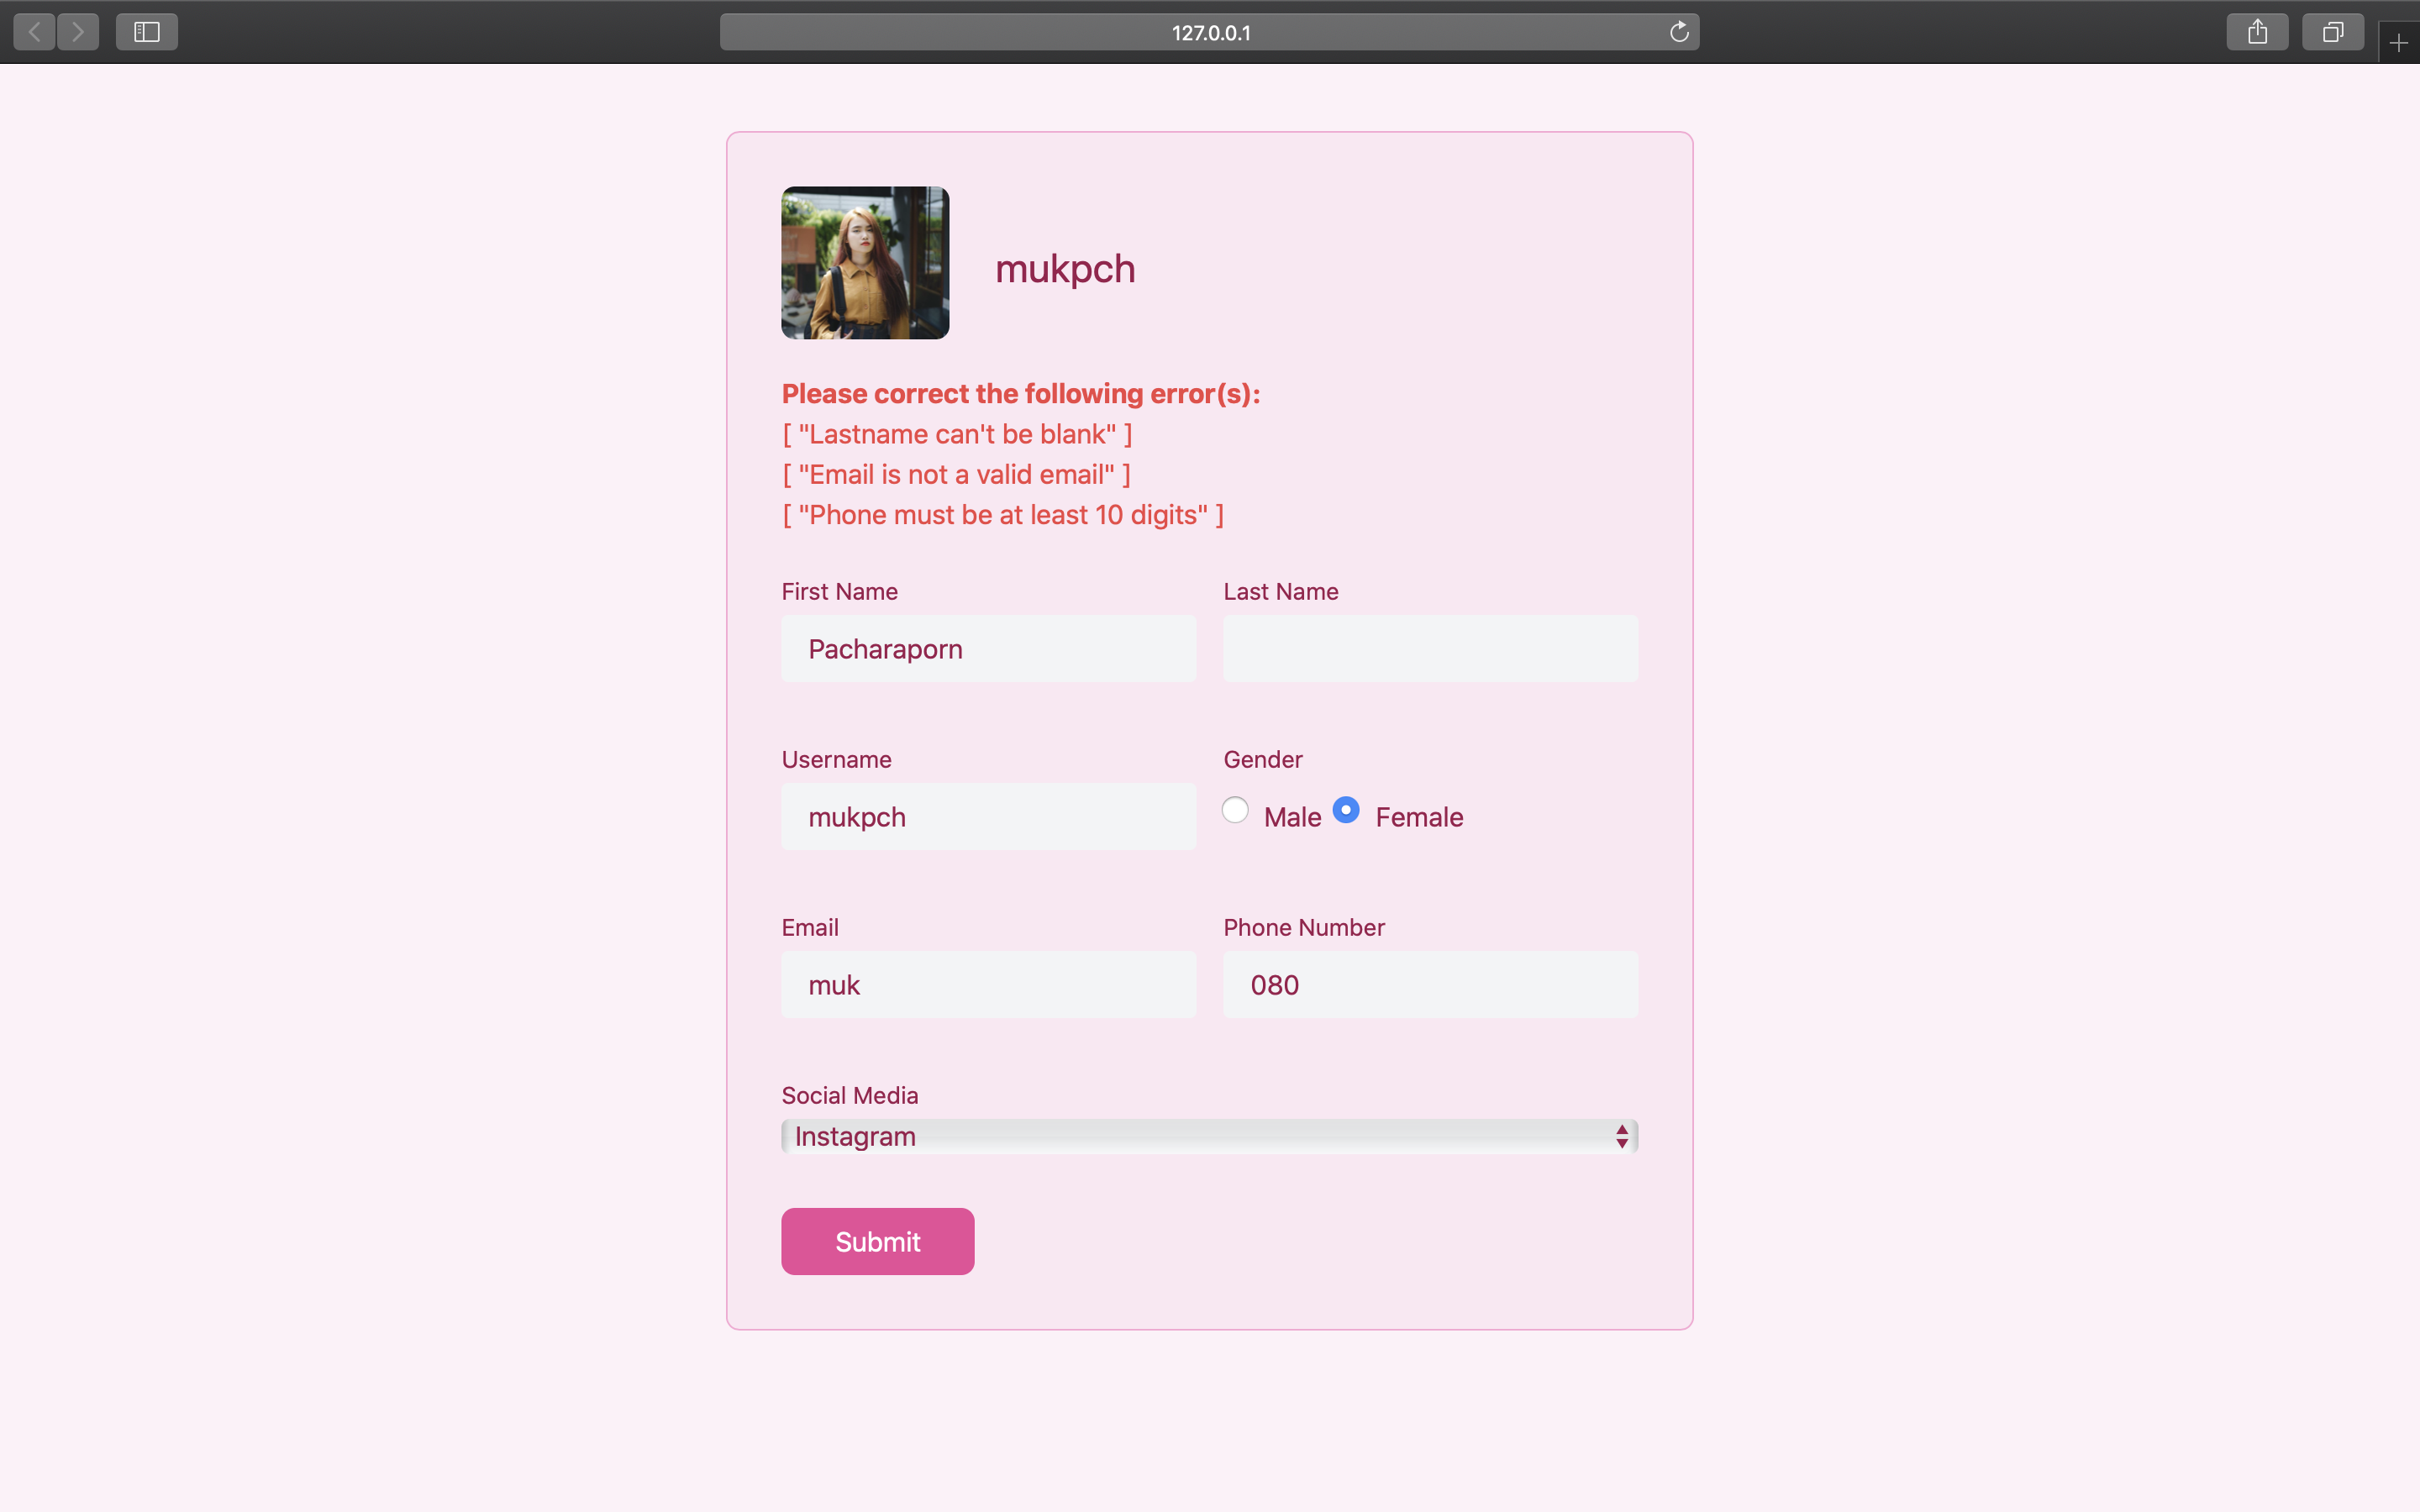 127.0.0.1
mukpch
Please correct the following error(s):
[ "Lastname can't be blank" ]
[ "Email is not a valid email" ]
[ "Phone must be at least 10 digits" ]
First Name Last Name
Pacharaporn
Username Gender
mukpch Male Female
Email Phone Number
muk 080
Social Media
Instagram
Submit